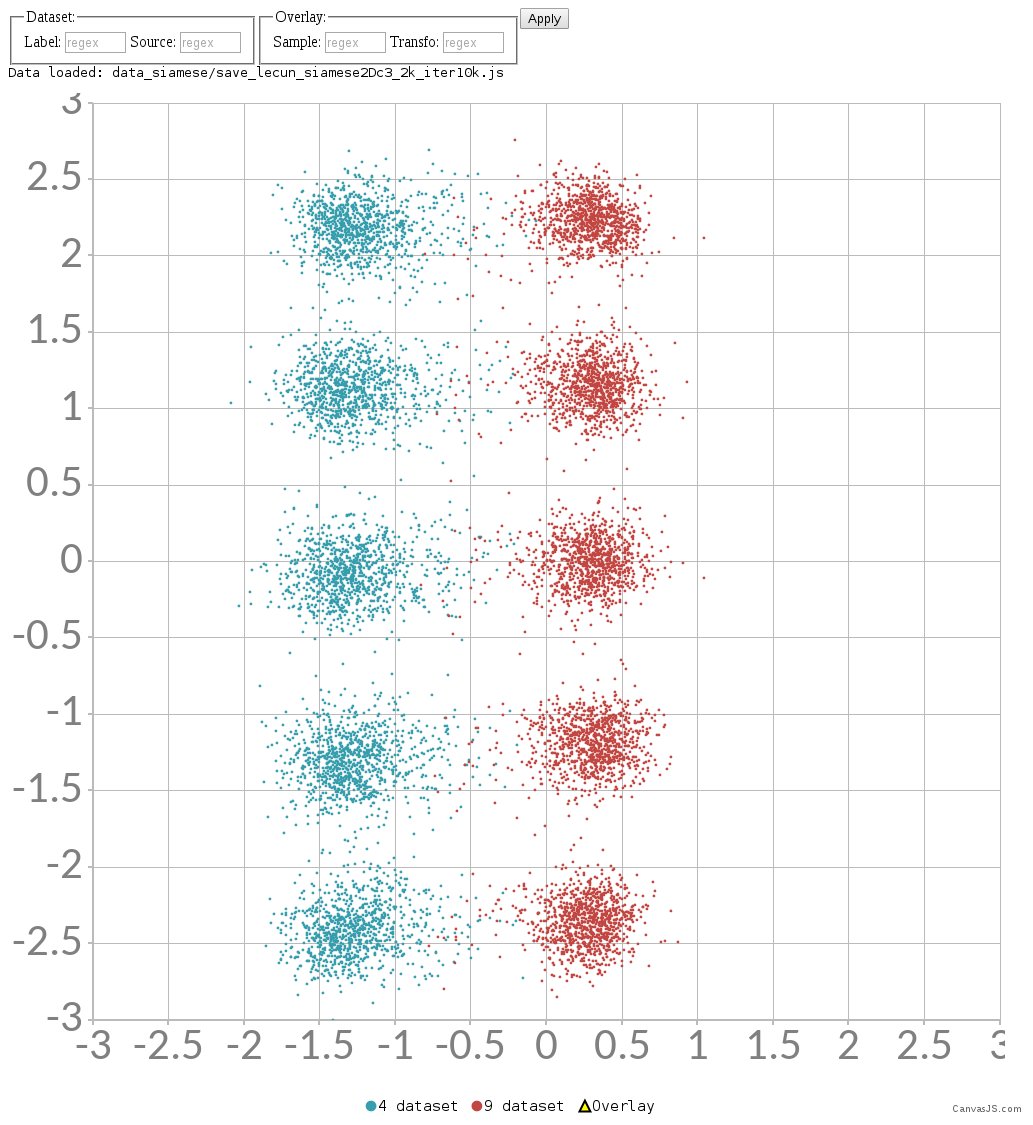 Dataset: Overlay:
Label: regex Source: regex Sample: regex Transfo: regex Apply
Data loaded: data_siamese/save_lecun_siamese2Dc3_2k_iter10k.js
3
2.5
2
1.5
1
0.5
0
-0.5
-1
-1.5
-2
-2.5
-3
-3 -2.5 -2 -1.5 -1 -0.5 0 0.5 1 1.5 2 2.5 3
4 dataset 9 dataset Overlay
CanvasJS.com